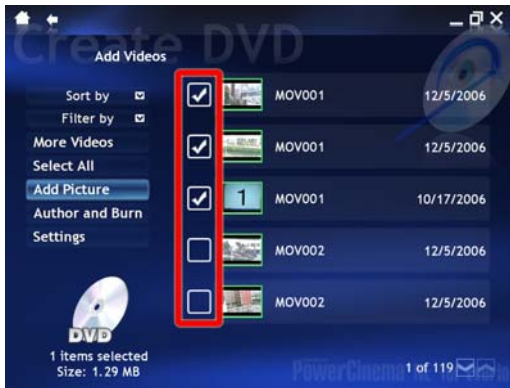 Create DVD
Add Videos
Sort by
Filter by
More Videos
Select All
Add Picture
Author and Burn
Settings
DVD
1 items selected
Size: 1.29 MB
MOV001 12/5/2006
MOV001 12/5/2006
1 MOV001 10/17/2006
MOV002 12/5/2006
MOV002 12/5/2006
PowerCinema
1 of 119